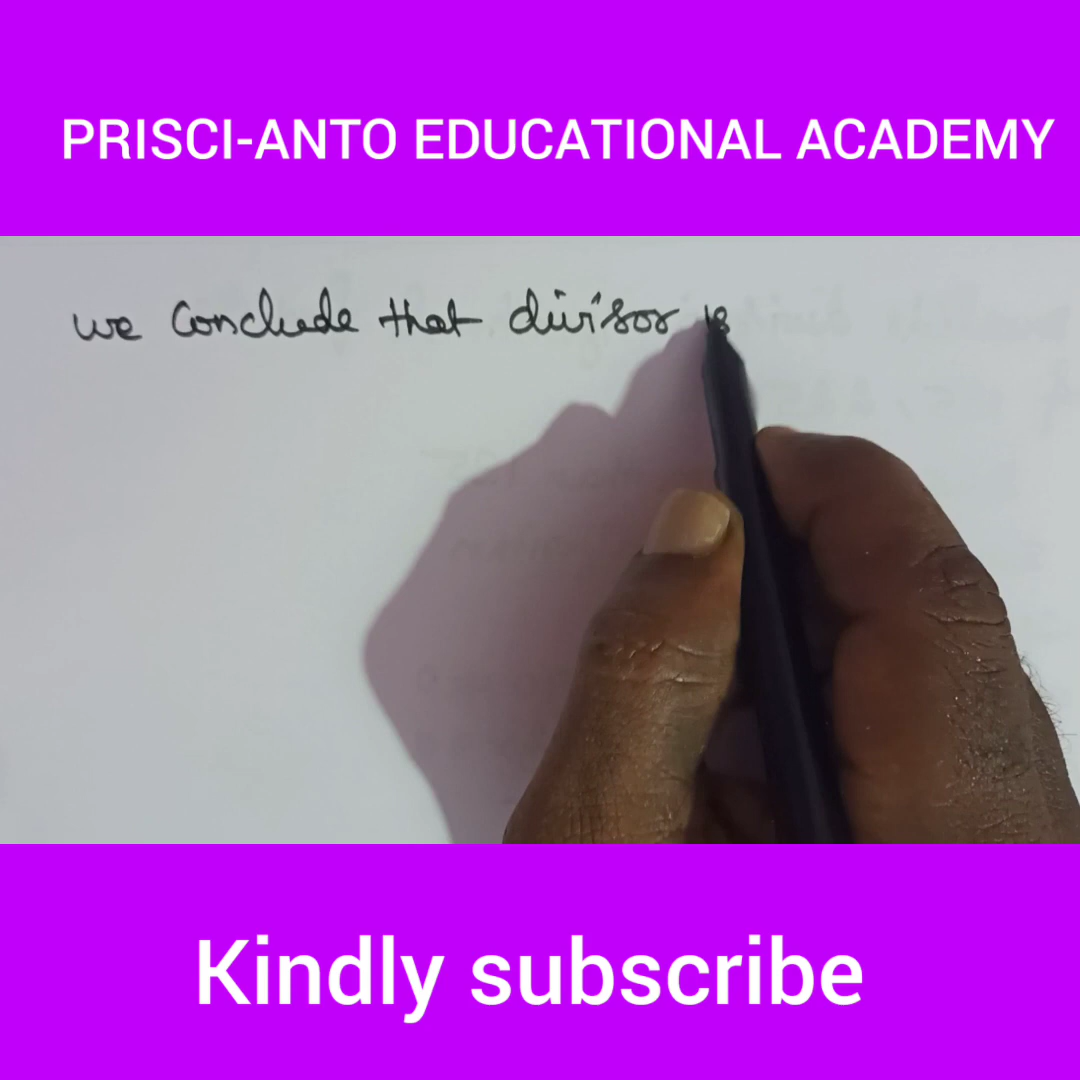 PRISCI-ANTO EDUCATIONAL ACADEMY
we conclude that divisor is
Kindly subscribe